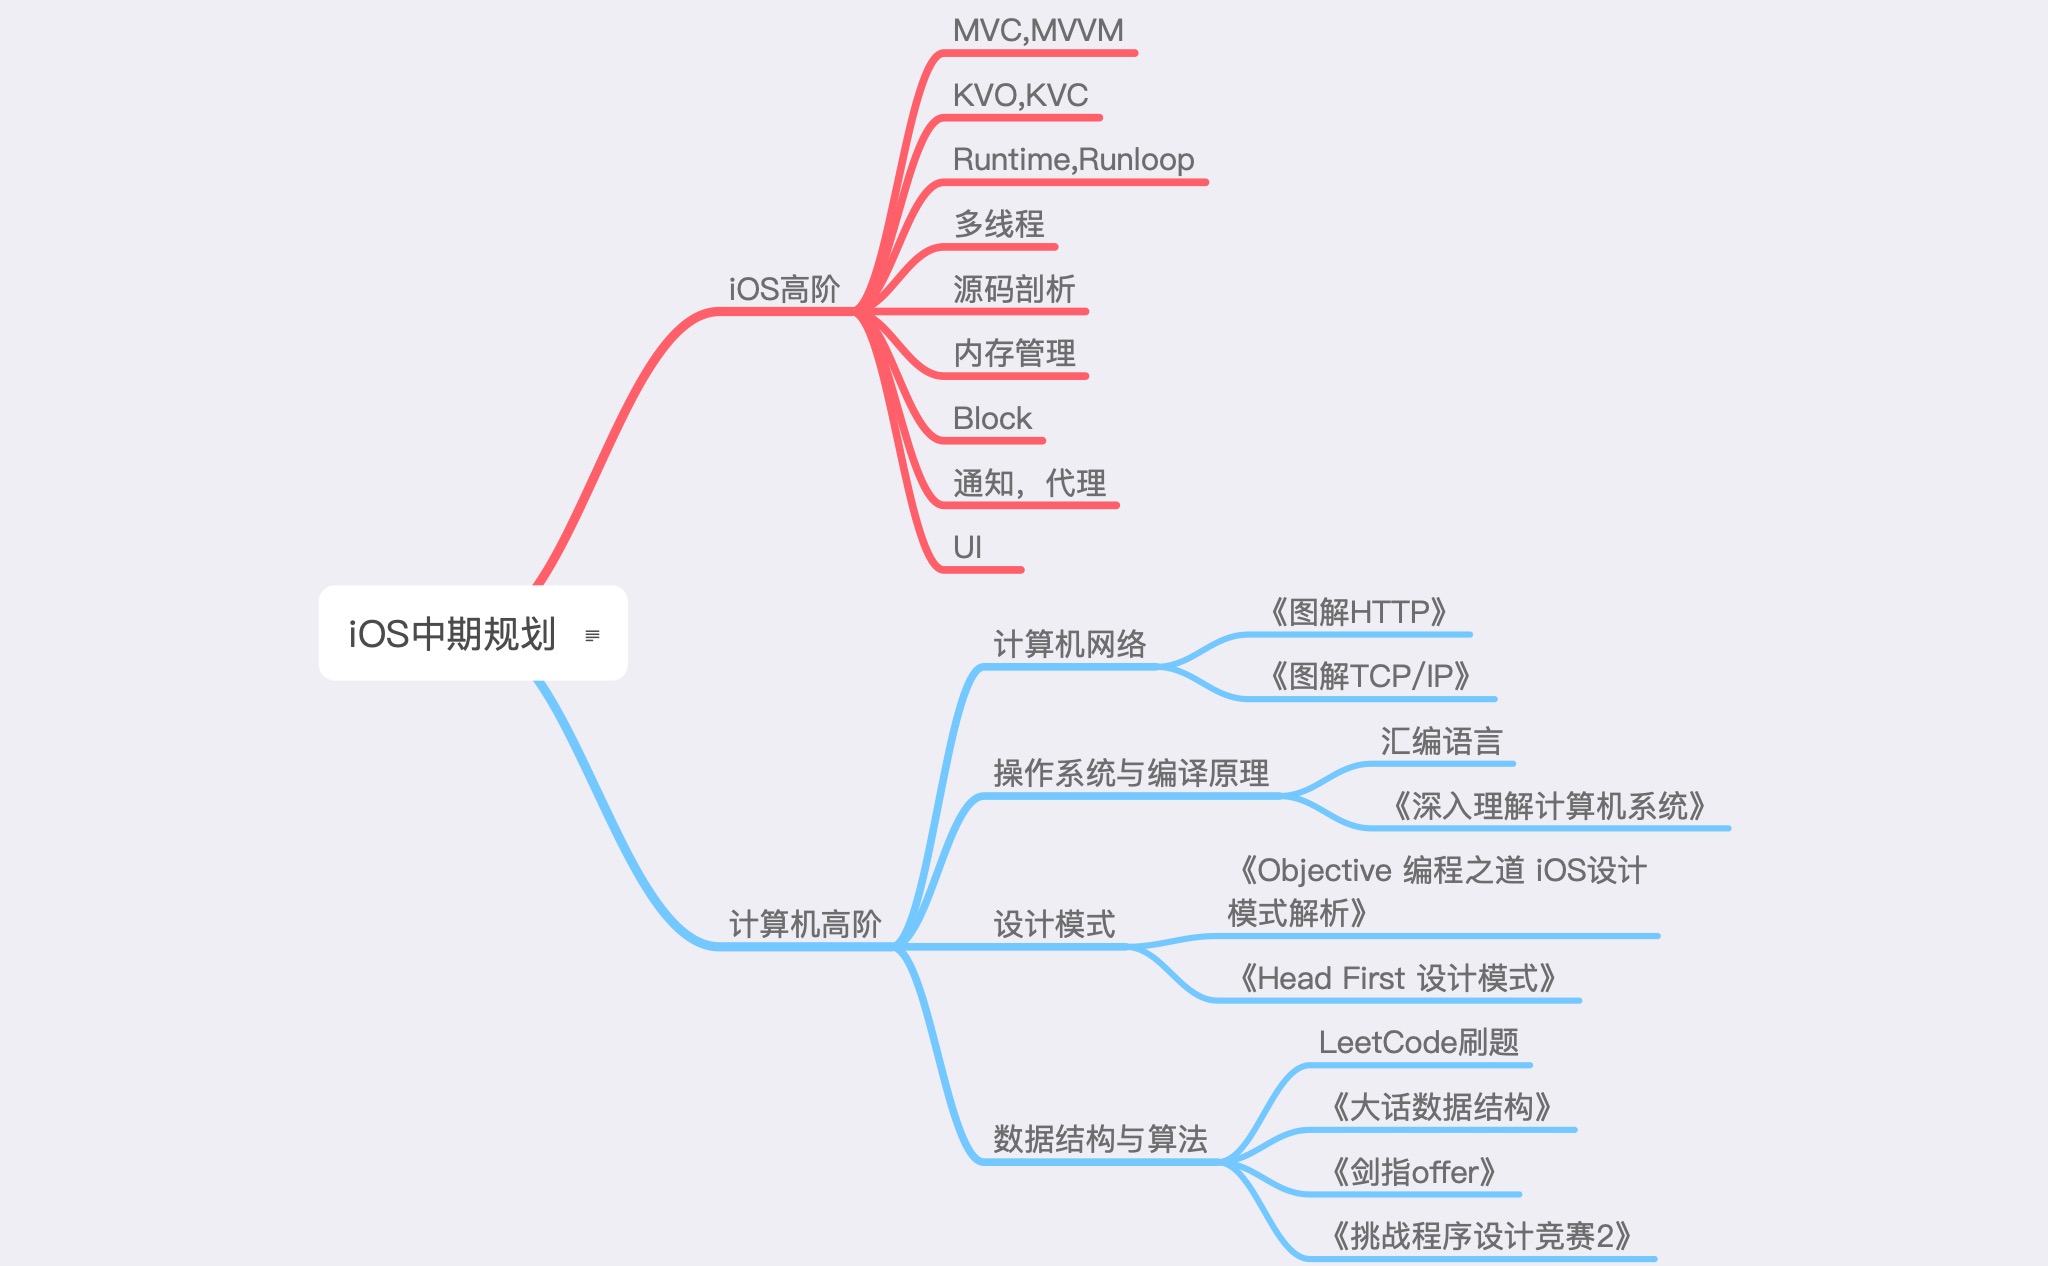 MVC,MVVM
KVO,KVC
Runtime,Runloop
多线程
iOS高阶
源码剖析
内存管理
Block
通知，代理
UI
iOS中期规划
《图解HTTP》
计算机网络
《图解TCP/IP》
汇编语言
操作系统与编译原理
《深入理解计算机系统》
《Objective 编程之道 iOS设计
模式解析》
计算机高阶
设计模式
《Head First 设计模式》
LeetCode刷题
《大话数据结构》
数据结构与算法
《剑指offer》
《挑战程序设计竞赛2》